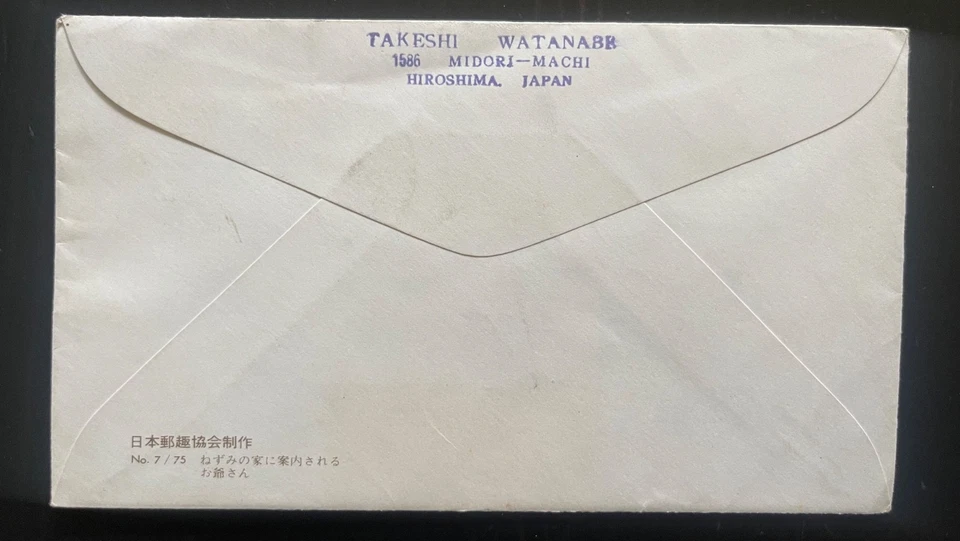 TAKESHI WATANABE
1586 MIDORI-MACHI
HIROSHIMA. JAPAN
日本郵趣協会制作
No. 7 / 75 ねずみの家に案内される
お爺さん